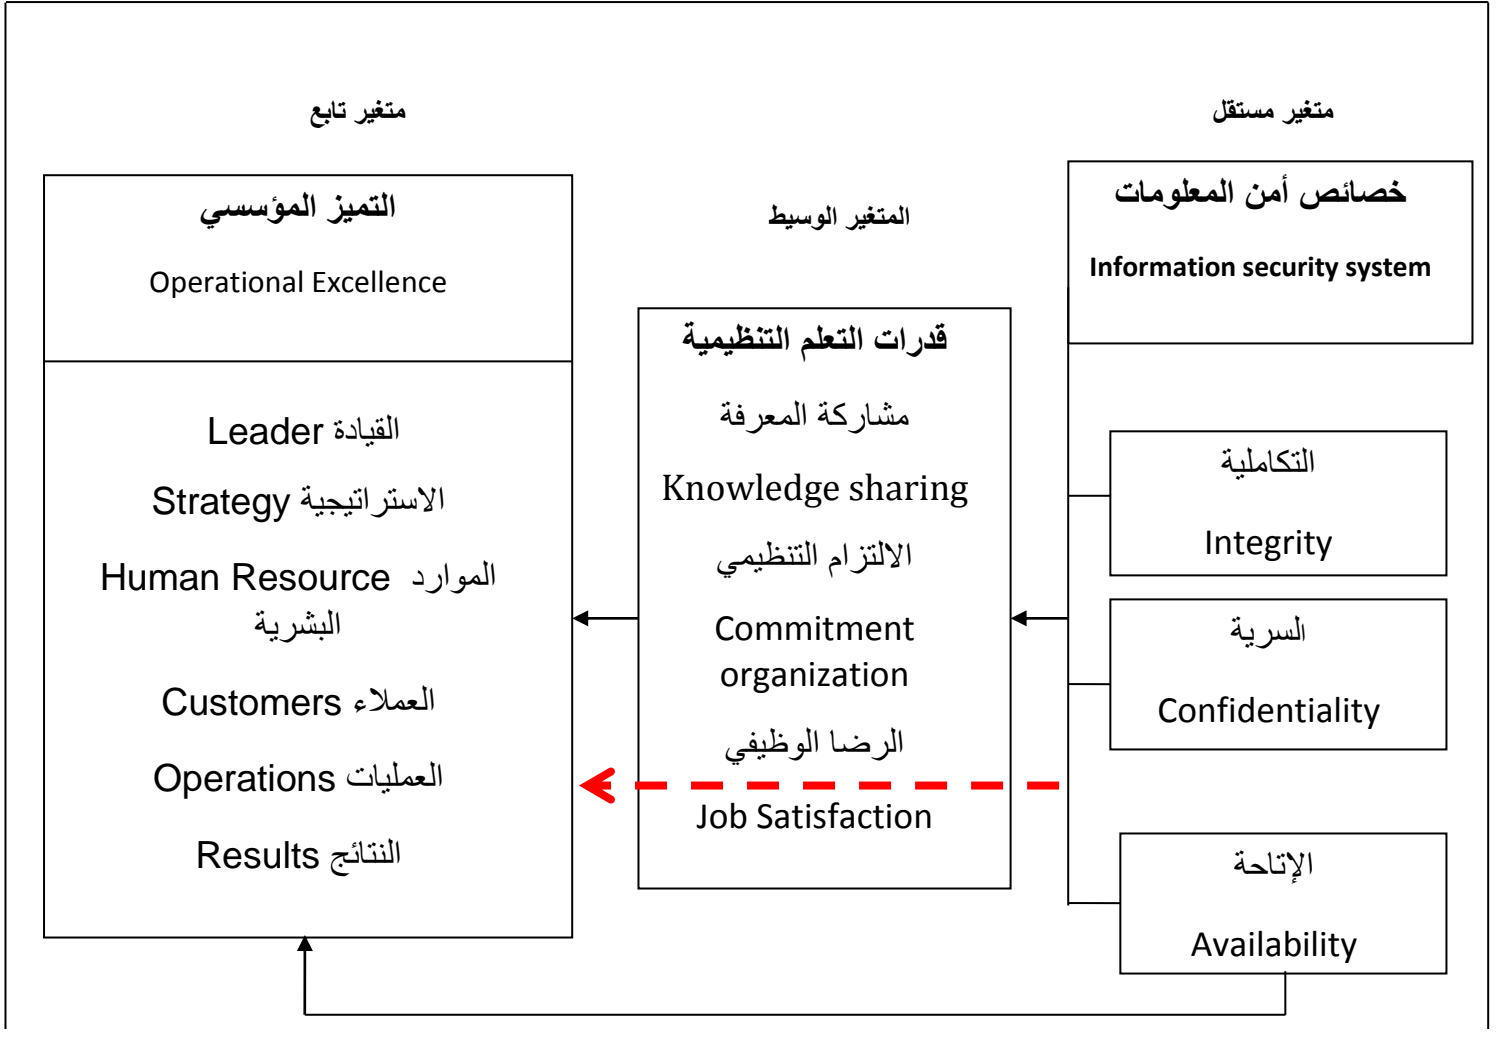 متغير مستقل
خصائص أمن المعلومات
Information security system
التكاملية
Integrity
السرية
Confidentiality
الإتاحة
Availability
المتغير الوسيط
قدرات التعلم التنظيمية
مشاركة المعرفة
Knowledge sharing
الالتزام التنظيمي
Commitment
organization
الرضا الوظيفي
Job Satisfaction
متغير تابع
التميز المؤسسي
Operational Excellence
القيادة Leader
الاستراتيجية Strategy
الموارد Human Resource
البشرية
العملاء Customers
العمليات Operations
النتائج Results